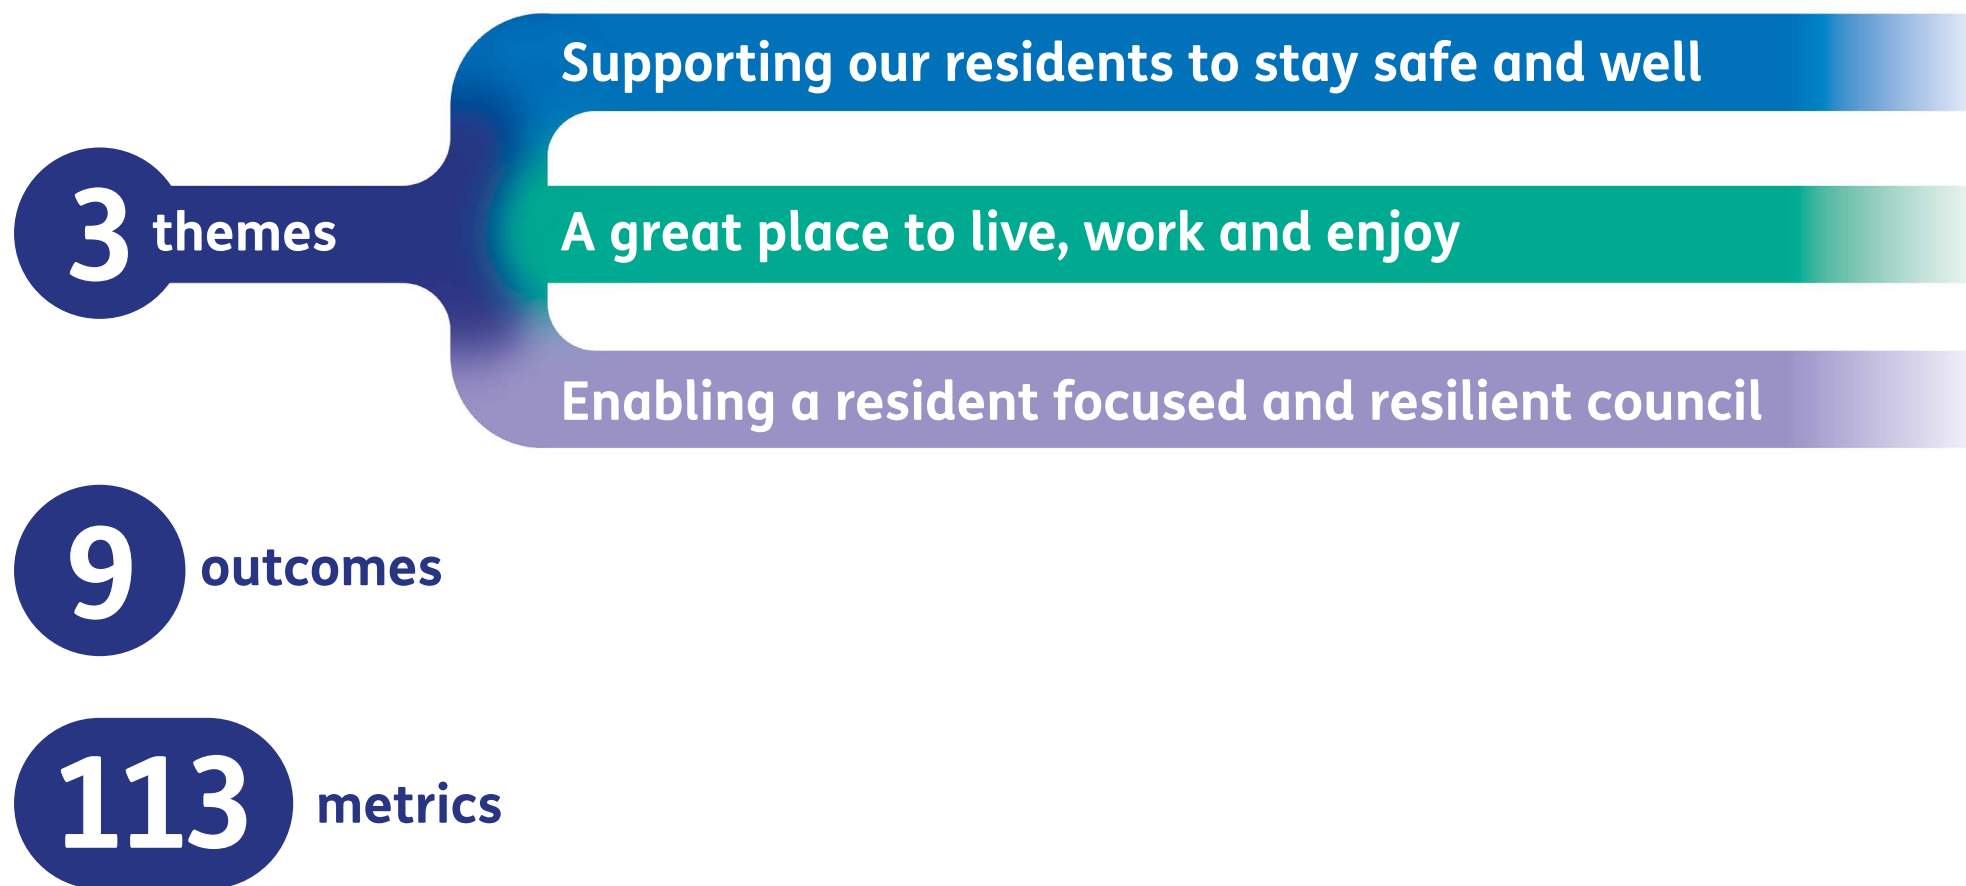 Supporting our residents to stay safe and well
3 themes
A great place to live, work and enjoy
Enabling a resident focused and resilient council
9 outcomes
113 metrics